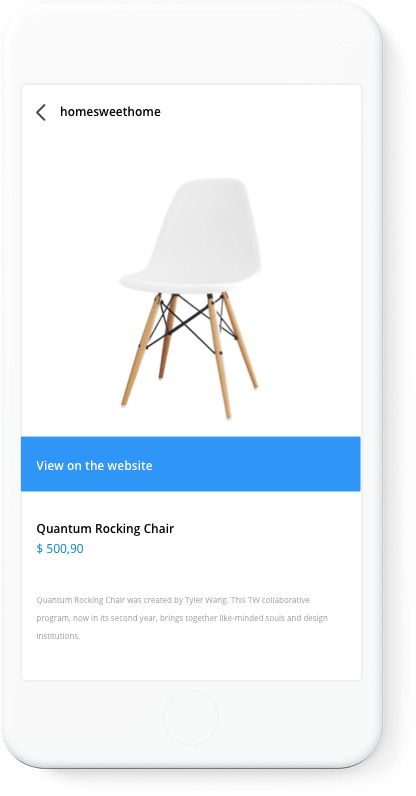 homesweethome
View on the website
Quantum Rocking Chair
$ 500,90
Quantum Rocking Chair was created by Tyler Wang. This TW collaborative
program, now in its second year, brings together like-minded souls and design
institutions.